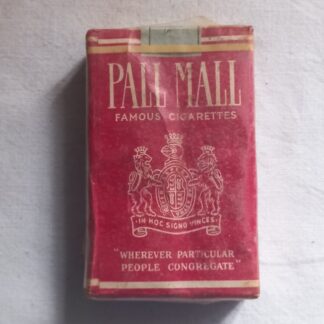 PALL MALL
FAMOUS CIGARETTES
IN HOC SIGNO VINCES
"WHEREVER PARTICULAR
PEOPLE CONGREGATE"